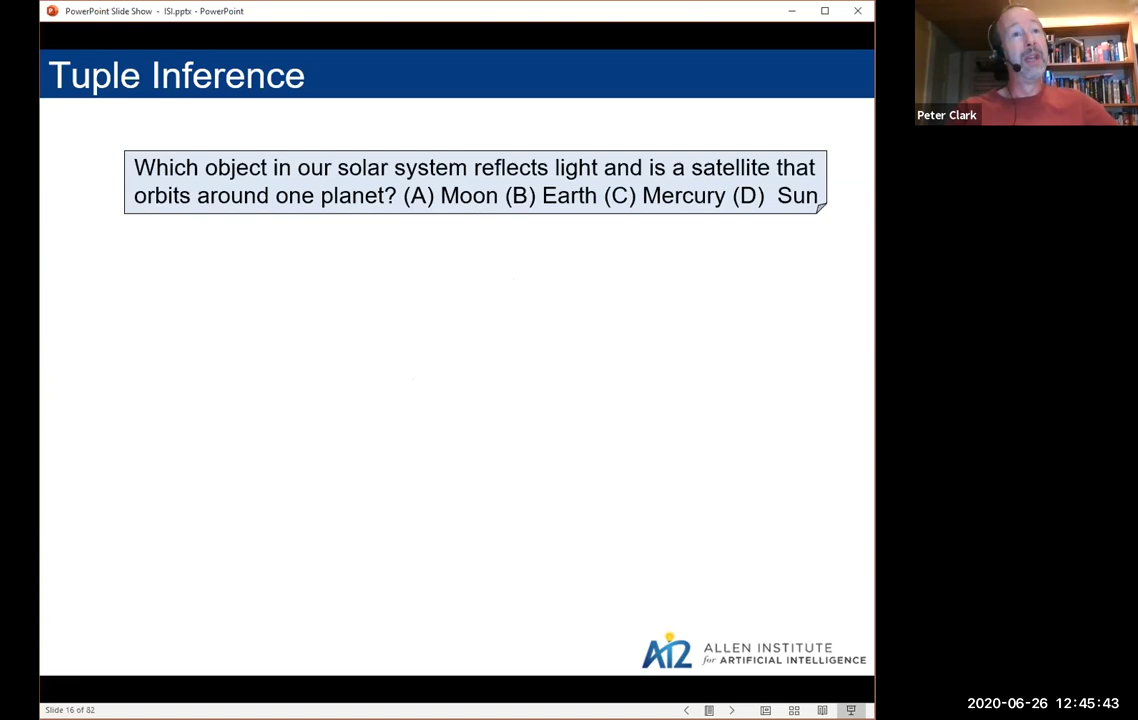 PowerPoint Slide Show - ISI.pptx - PowerPoint
Tuple Inference
Which object in our solar system reflects light and is a satellite that
orbits around one planet? (A) Moon (B) Earth (C) Mercury (D) Sun
Peter Clark
AI2 ALLEN INSTITUTE
for ARTIFICIAL INTELLIGENCE
Slide 16 of 82
2020-06-26 12:45:43